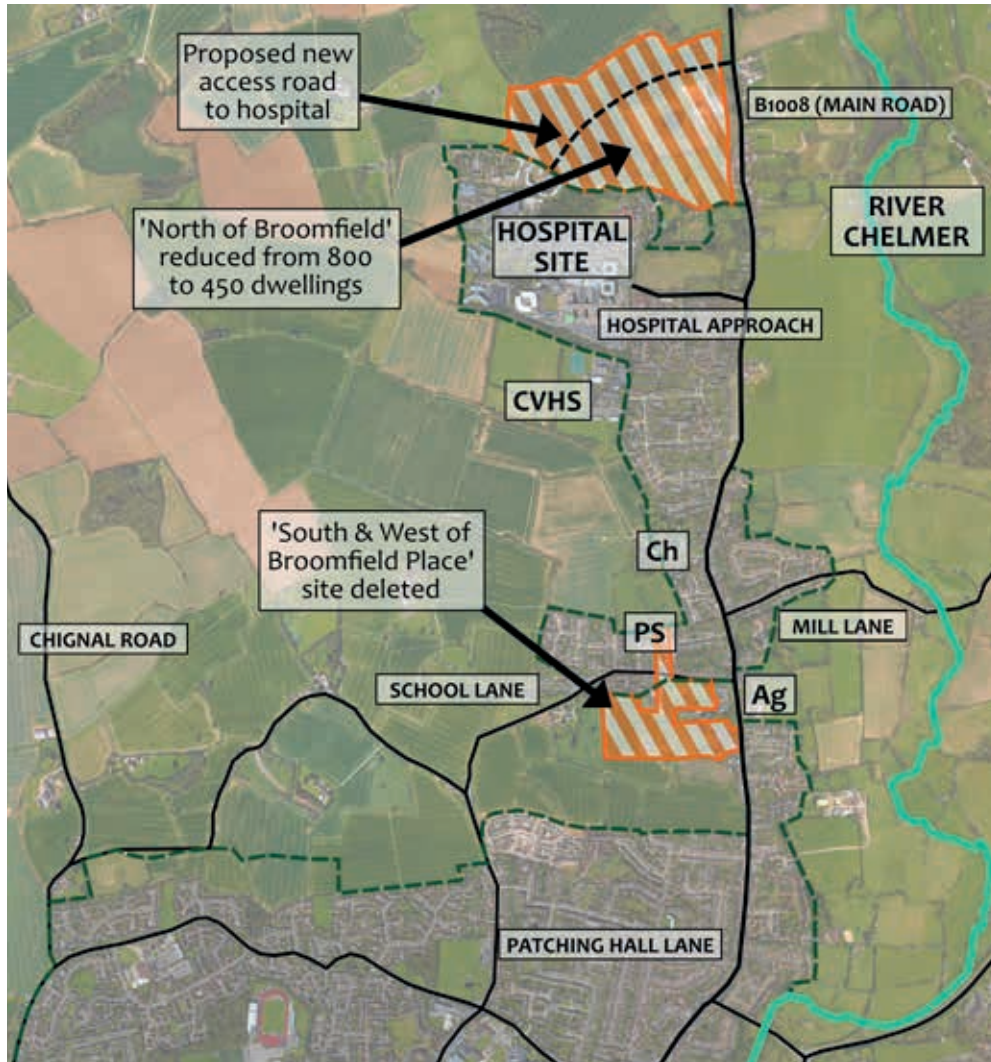 Proposed new
access road
to hospital
B1008 (MAIN ROAD)
'North of Broomfield'
reduced from 800
to 450 dwellings
HOSPITAL
SITE
RIVER
CHELMER
HOSPITAL APPROACH
CVHS
'South & West of
Broomfield Place'
site deleted
Ch
CHIGNAL ROAD
PS
MILL LANE
SCHOOL LANE
Ag
PATCHING HALL LANE